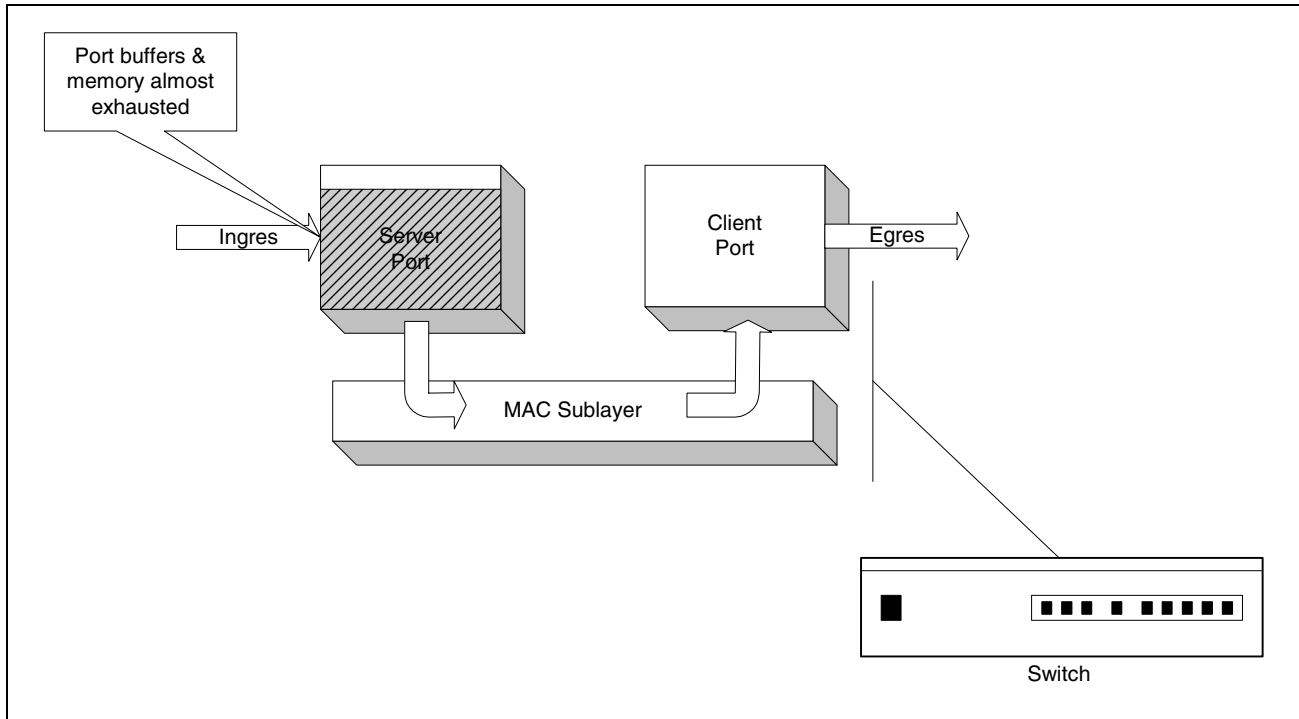 Port buffers &
memory almost
exhausted
Ingres
Server
Port
Client
Port
Egres
MAC Sublayer
Switch